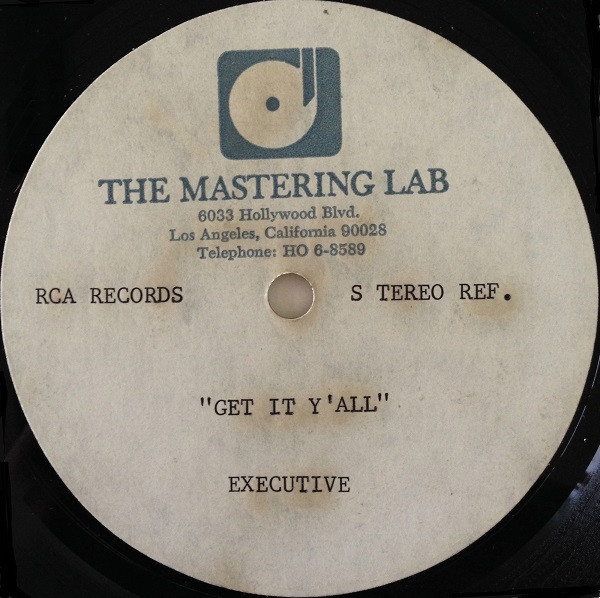 THE MASTERING LAB
6033 Hollywood Blvd.
Los Angeles, California 90028
Telephone: HO 6-8589
RCA RECORDS S TEREO REF.
"GET IT Y'ALL"
EXECUTIVE